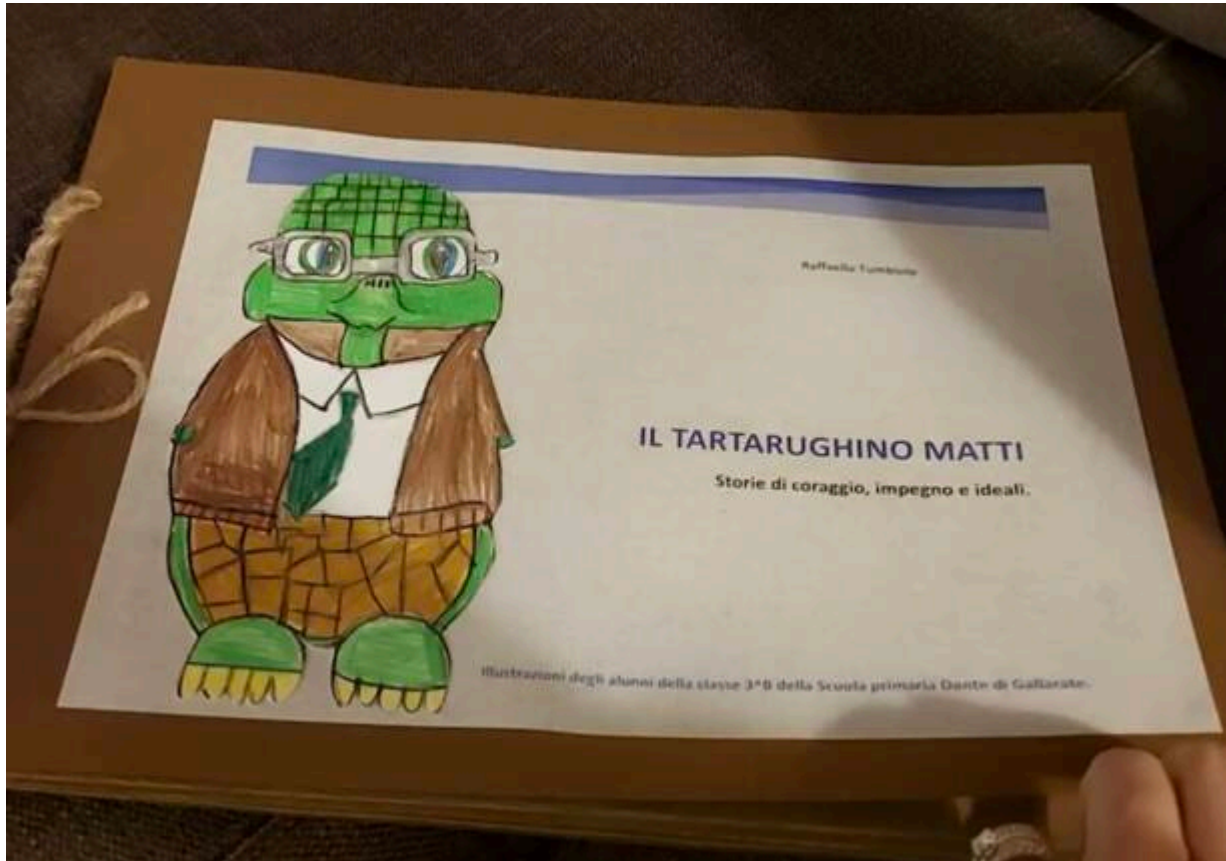 Raffaella
IL TARTARUGHINO MATTI
Storie di coraggio, impegno e ideali.
Illustrazioni degli alunni della classe 3^B della Scuola primaria Dante di Gallarate.